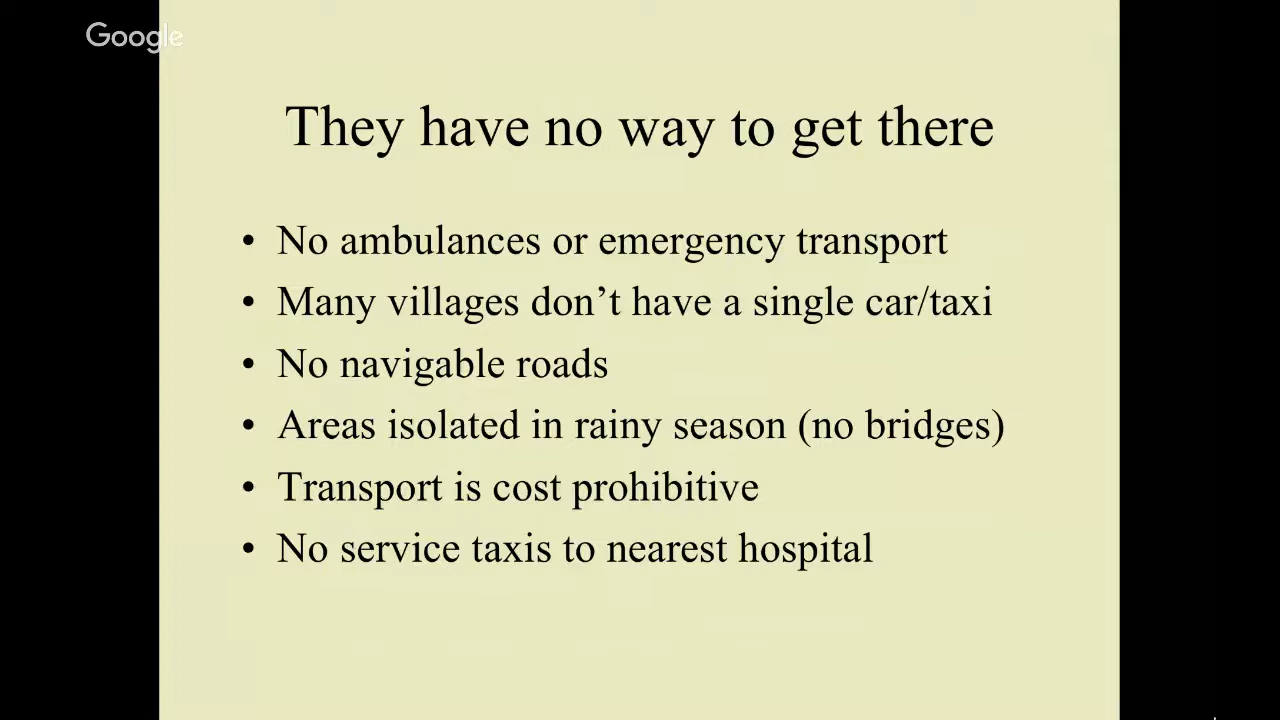 Google
They have no way to get there
• No ambulances or emergency transport
• Many villages don’t have a single car/taxi
• No navigable roads
• Areas isolated in rainy season (no bridges)
• Transport is cost prohibitive
• No service taxis to nearest hospital